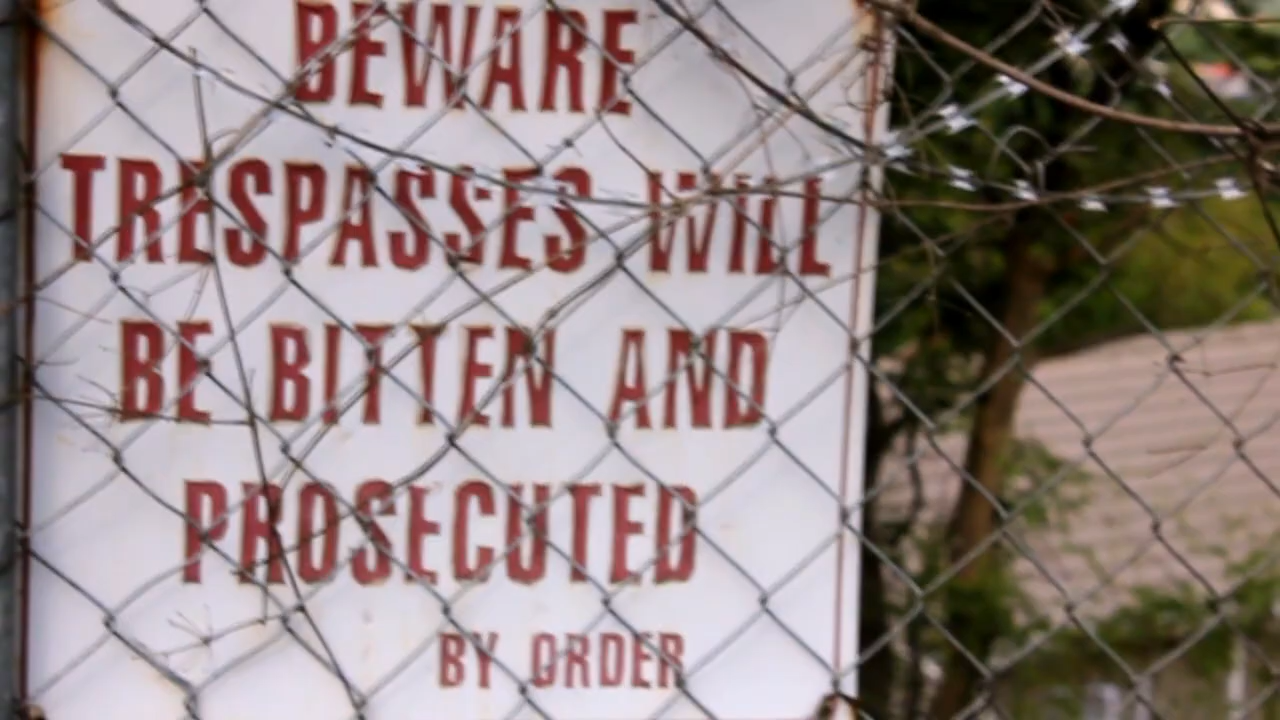 BEWARE
TRESPASSES WILL
BE BITTEN AND
PROSECUTED
BY ORDER